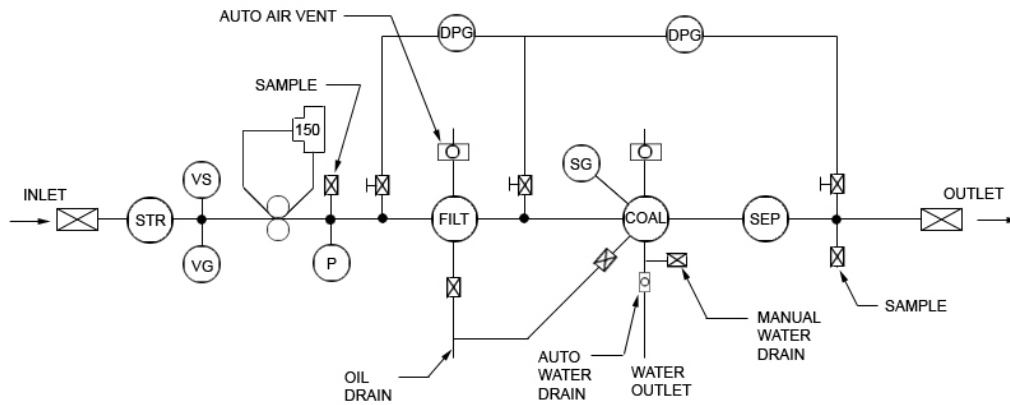 AUTO AIR VENT
DPG
DPG
SAMPLE
150
VS
SG
INLET
OUTLET
STR
FILT
COAL
SEP
VG
P
SAMPLE
MANUAL
WATER
DRAIN
OIL
DRAIN
AUTO
WATER
DRAIN
WATER
OUTLET